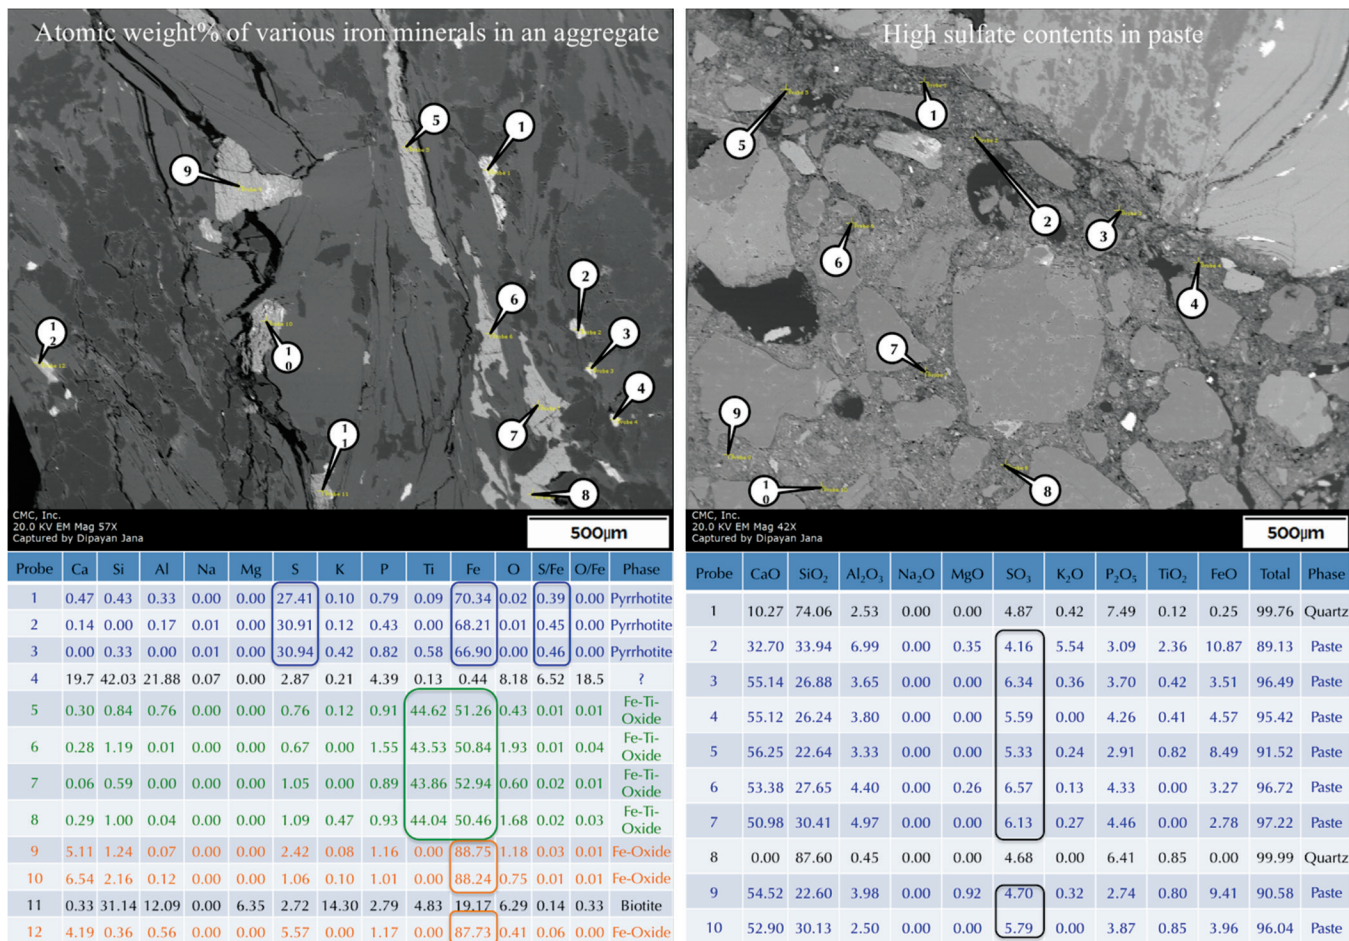 Atomic weight% of various iron minerals in an aggregate
5
1
9
2
6
3
12
10
4
7
11
8
CMC, Inc.
20.0 KV EM Mag 57X
Captured by Dipayan Jana
500µm
Probe Ca Si Al Na Mg S K P Ti Fe O S/Fe O/Fe Phase
1 0.47 0.43 0.33 0.00 0.00 27.41 0.10 0.79 0.09 70.34 0.02 0.39 0.00 Pyrrhotite
2 0.14 0.00 0.17 0.01 0.00 30.91 0.12 0.43 0.00 68.21 0.01 0.45 0.00 Pyrrhotite
3 0.00 0.33 0.00 0.01 0.00 30.94 0.42 0.82 0.58 66.90 0.00 0.46 0.00 Pyrrhotite
4 19.7 42.03 21.88 0.07 0.00 2.87 0.21 4.39 0.13 0.44 8.18 6.52 18.5 ?
5 0.30 0.84 0.76 0.00 0.00 0.76 0.12 0.91 44.62 51.26 0.43 0.01 0.01 Fe-Ti-
Oxide
6 0.28 1.19 0.01 0.00 0.00 0.67 0.00 1.55 43.53 50.84 1.93 0.01 0.04 Fe-Ti-
Oxide
7 0.06 0.59 0.00 0.00 0.00 1.05 0.00 0.89 43.86 52.94 0.60 0.02 0.01 Fe-Ti-
Oxide
8 0.29 1.00 0.04 0.00 0.00 1.09 0.47 0.93 44.04 50.46 1.68 0.02 0.03 Fe-Ti-
Oxide
9 5.11 1.24 0.07 0.00 0.00 2.42 0.08 1.16 0.00 88.75 1.18 0.03 0.01 Fe-Oxide
10 6.54 2.16 0.12 0.00 0.00 1.06 0.10 1.01 0.00 88.24 0.75 0.01 0.01 Fe-Oxide
11 0.33 31.14 12.09 0.00 6.35 2.72 14.30 2.79 4.83 19.17 6.29 0.14 0.33 Biotite
12 4.19 0.36 0.56 0.00 0.00 5.57 0.00 1.17 0.00 87.73 0.41 0.06 0.00 Fe-Oxide
High sulfate contents in paste
5
1
2
3
6
4
7
9
10
8
CMC, Inc.
20.0 KV EM Mag 42X
Captured by Dipayan Jana
500µm
Probe CaO SiO₂ Al₂O₃ Na₂O MgO SO₃ K₂O P₂O₅ TiO₂ FeO Total Phase
1 10.27 74.06 2.53 0.00 0.00 4.87 0.42 7.49 0.12 0.25 99.76 Quartz
2 32.70 33.94 6.99 0.00 0.35 4.16 5.54 3.09 2.36 10.87 89.13 Paste
3 55.14 26.88 3.65 0.00 0.00 6.34 0.36 3.70 0.42 3.51 96.49 Paste
4 55.12 26.24 3.80 0.00 0.00 5.59 0.00 4.26 0.41 4.57 95.42 Paste
5 56.25 22.64 3.33 0.00 0.00 5.33 0.24 2.91 0.82 8.49 91.52 Paste
6 53.38 27.65 4.40 0.00 0.26 6.57 0.13 4.33 0.00 3.27 96.72 Paste
7 50.98 30.41 4.97 0.00 0.00 6.13 0.27 4.46 0.00 2.78 97.22 Paste
8 0.00 87.60 0.45 0.00 0.00 4.68 0.00 6.41 0.85 0.00 99.99 Quartz
9 54.52 22.60 3.98 0.00 0.92 4.70 0.32 2.74 0.80 9.41 90.58 Paste
10 52.90 30.13 2.50 0.00 0.00 5.79 0.00 3.87 0.85 3.96 96.04 Paste